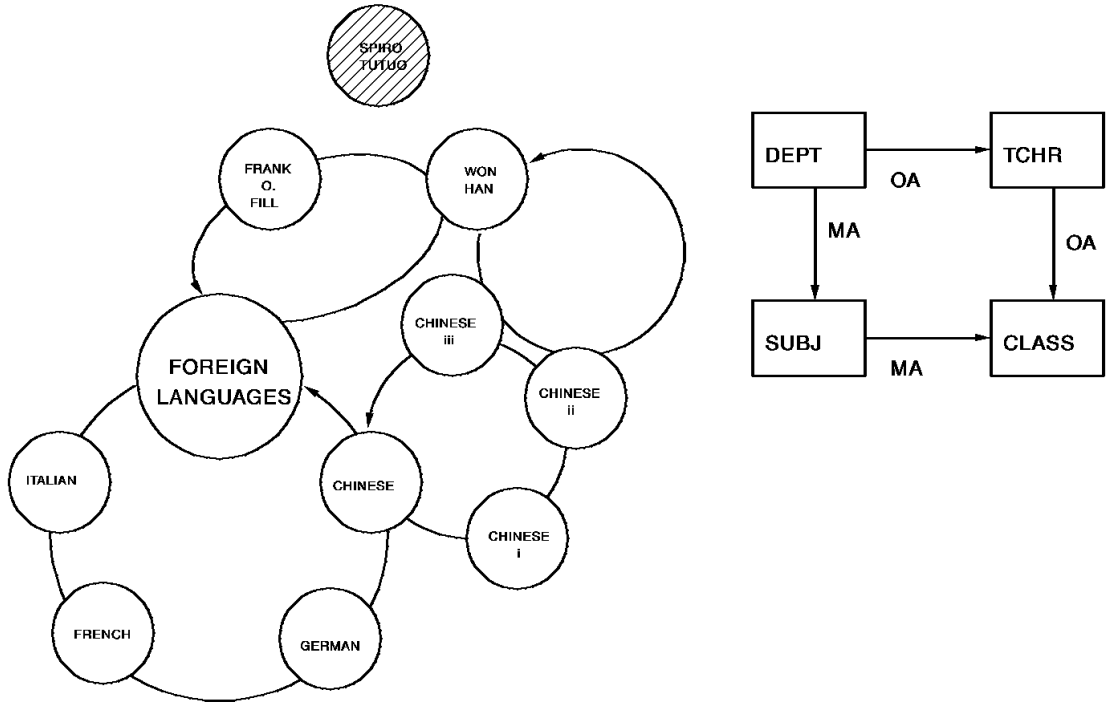 SPIRO
TUTUO
FRANK
O.
FILL
WON
HAN
CHINESE
iii
FOREIGN
LANGUAGES
CHINESE
ii
ITALIAN
CHINESE
CHINESE
i
FRENCH
GERMAN
DEPT
OA
TCHR
MA
OA
SUBJ
MA
CLASS